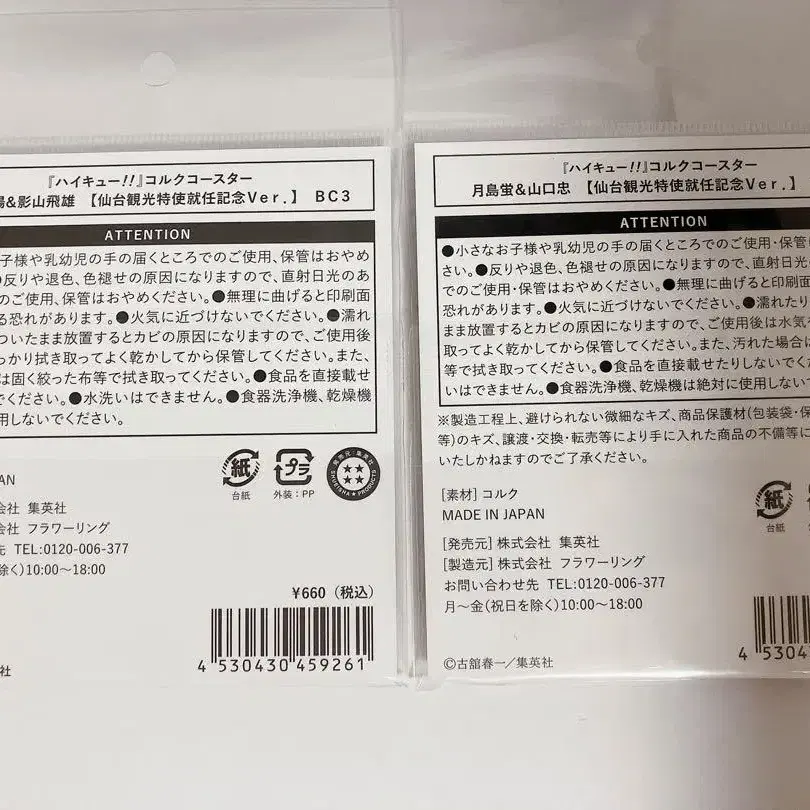 『ハイキュー!!』コルクコースター
陽&影山飛雄 【仙台観光特使就任記念Ver.】 BC3
ATTENTION
子様や乳幼児の手の届くところでのご使用、保管はおやめ
●反りや退色、色褪せの原因になりますので、直射日光のあ
のご使用、保管はおやめください。●無理に曲げると印刷面
る恐れがあります。●火気に近づけないでください。●濡れ
ついたまま放置するとカビの原因になりますので、ご使用後
っかり拭き取ってよく乾かしてから保管してください。また、
は固く絞った布等で拭き取ってください。●食品を直接載せ
でください。●水洗いはできません。●食器洗浄機、乾燥機
用しないでください。
PAN
紙
台紙
プラ
外装:PP
発売元/集英社
SHUEISHA PRODUCTS
会社 集英社
会社 フラワーリング
先 TEL:0120-006-377
除く)10:00~18:00
¥660(税込)
4 530430 459261
社
『ハイキュー!!』コルクコースター
月島蛍&山口忠 【仙台観光特使就任記念Ver.】
ATTENTION
●小さなお子様や乳幼児の手の届くところでのご使用・保管
さい。●反りや退色、色褪せの原因になりますので、直射日光
でのご使用・保管はおやめください。●無理に曲げると印刷
恐れがあります。●火気に近づけないでください。●濡れたり
まま放置するとカビの原因になりますので、ご使用後は水気
取ってよく乾かしてから保管してください。また、汚れた場合は
等で拭き取ってください。●食品を直接載せたりしないで
いはできません。●食器洗浄機、乾燥機は絶対に使用しない
※製造工程上、避けられない微細なキズ、商品保護材(包装袋・保
等)のキズ、譲渡・交換・転売等により手に入れた商品の不備等に
いたしかねますのでご了承ください。
[素材] コルク
MADE IN JAPAN
[発売元] 株式会社 集英社
[製造元] 株式会社 フラワーリング
お問い合わせ先 TEL:0120-006-377
月~金(祝日を除く)10:00~18:00
紙
台紙
4 53043
©古舘春一/集英社